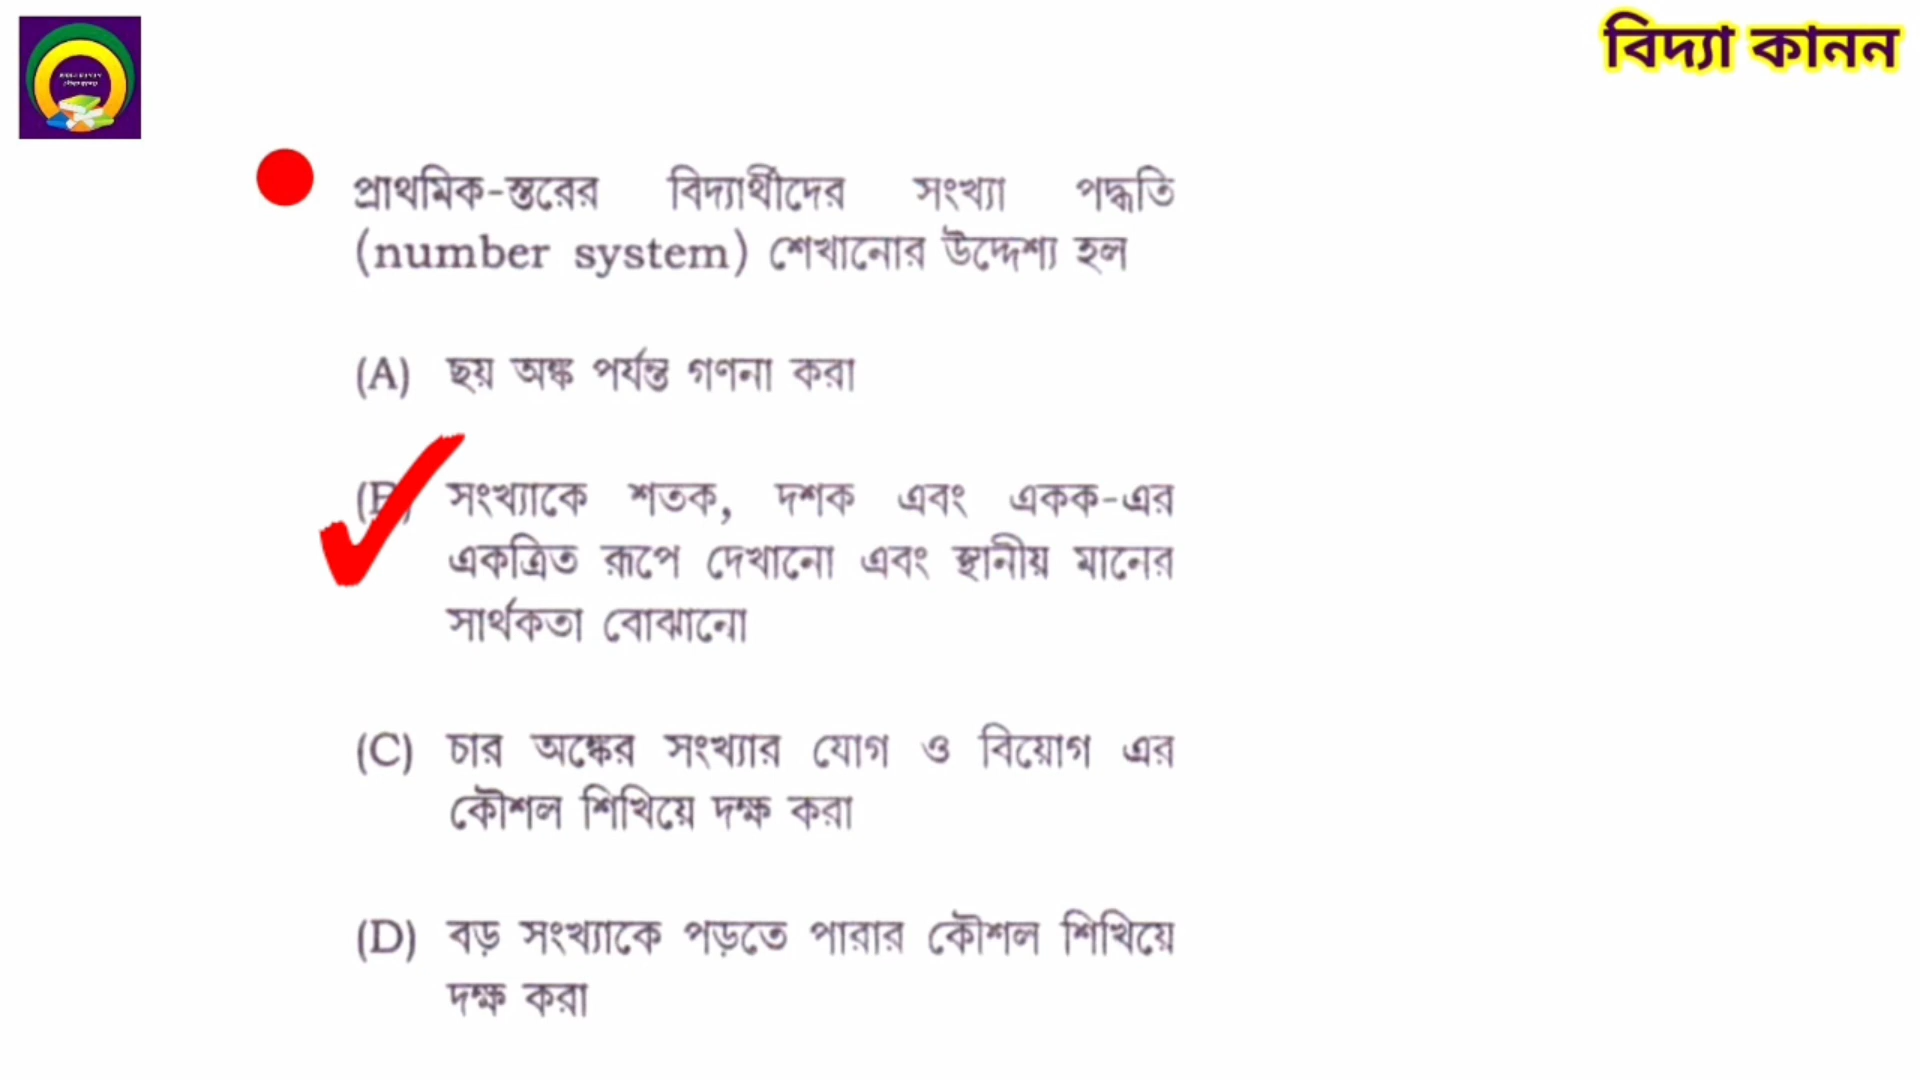 বিদ্যা কানন
প্রাথমিক-স্তরের বিদ্যার্থীদের সংখ্যা পদ্ধতি
(number system) শেখানোর উদ্দেশ্য হল
(A) ছয় অঙ্ক পর্যন্ত গণনা করা
(B) সংখ্যাকে শতক, দশক এবং একক-এর
একত্রিত রূপে দেখানো এবং স্থানীয় মানের
সার্থকতা বোঝানো
(C) চার অঙ্কের সংখ্যার যোগ ও বিয়োগ এর
কৌশল শিখিয়ে দক্ষ করা
(D) বড় সংখ্যাকে পড়তে পারার কৌশল শিখিয়ে
দক্ষ করা